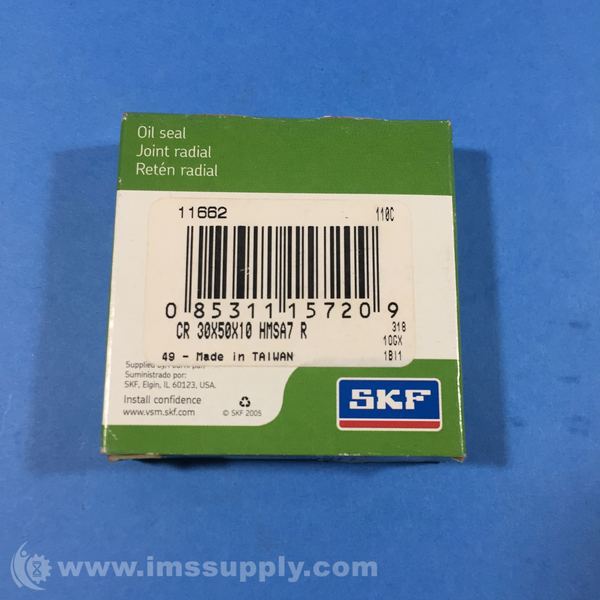 Oil seal
Joint radial
Retén radial
11662 110C
0 85311 15720 9
CR 30X50X10 HMSA7 R 318
10GX
49 - Made in TAIWAN 1BI1
Supplied by/
Suministrado por:
SKF, Elgin, IL 60123, USA.
Install confidence
www.vsm.skf.com
© SKF 2005
SKF
www.imssupply.com